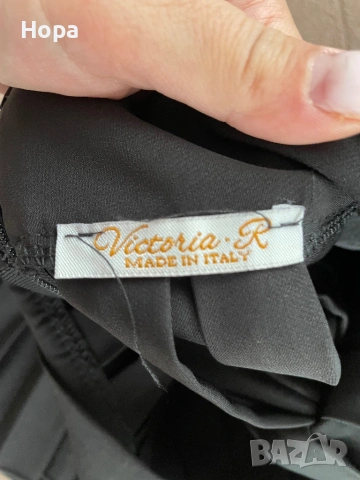 Нора
Victoria · R
MADE IN ITALY
BAZAR